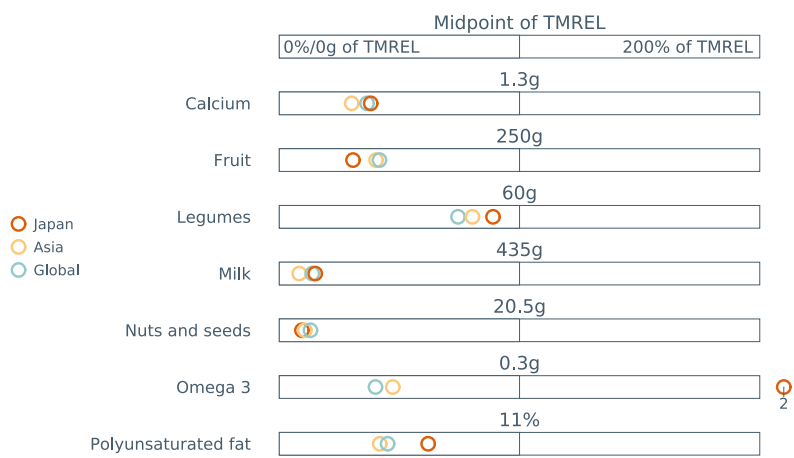 Midpoint of TMREL
0%/0g of TMREL 200% of TMREL
1.3g
Calcium
250g
Fruit
60g
Legumes
Japan
Asia
Global
435g
Milk
20.5g
Nuts and seeds
0.3g
Omega 3
2
11%
Polyunsaturated fat